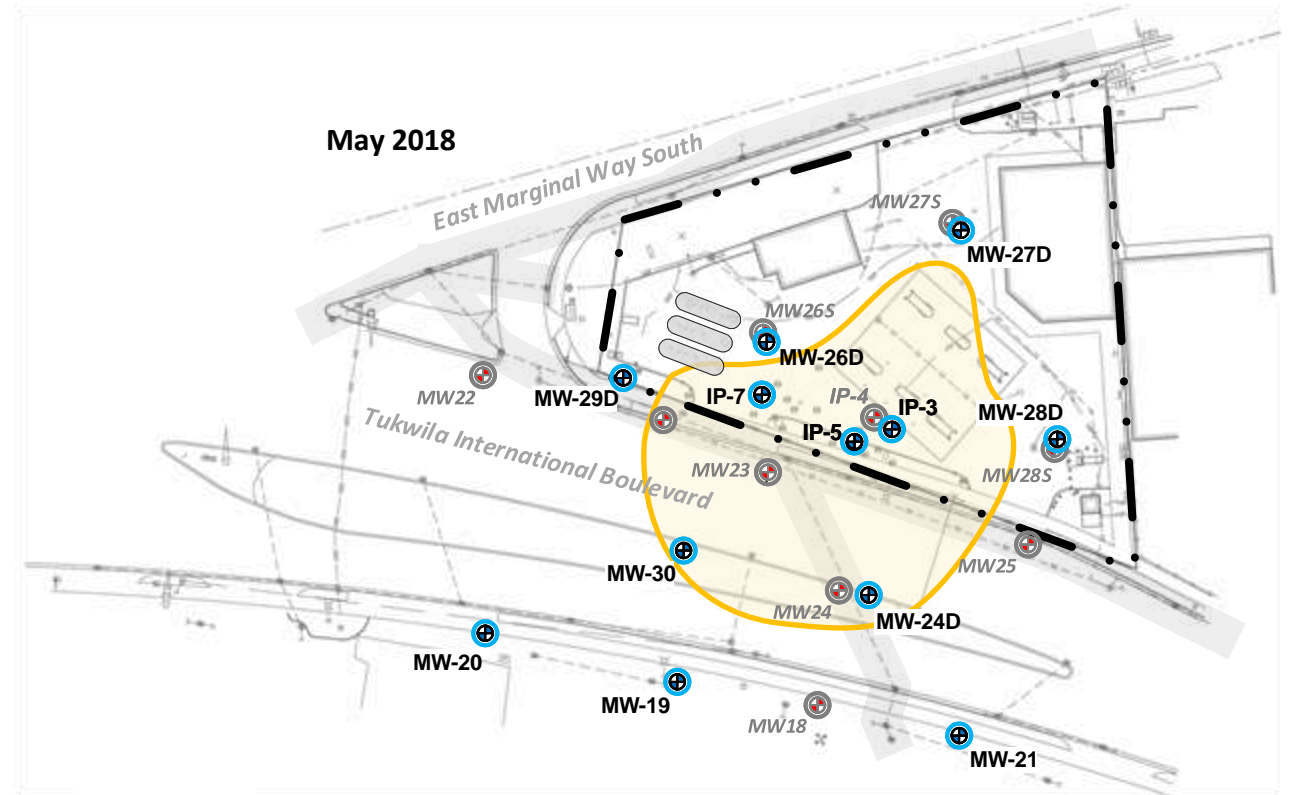 May 2018
East Marginal Way South
MW27S
MW-27D
MW26S
MW-26D
MW22
MW-29D
IP-7
IP-4
IP-3
MW-28D
IP-5
Tukwila International Boulevard
MW23
MW28S
MW25
MW-30
MW24
MW-24D
MW-20
MW-19
MW18
MW-21